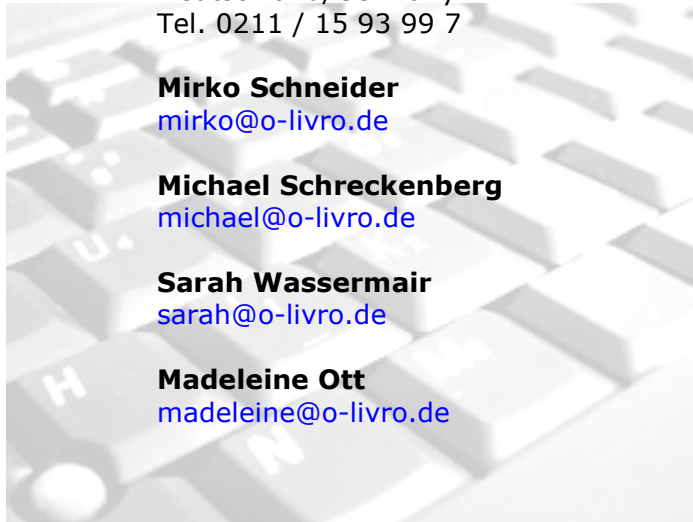 Tel. 0211 / 15 93 99 7
Mirko Schneider
mirko@o-livro.de
Michael Schreckenberg
michael@o-livro.de
Sarah Wassermair
sarah@o-livro.de
Madeleine Ott
madeleine@o-livro.de
H
N
M
U 4